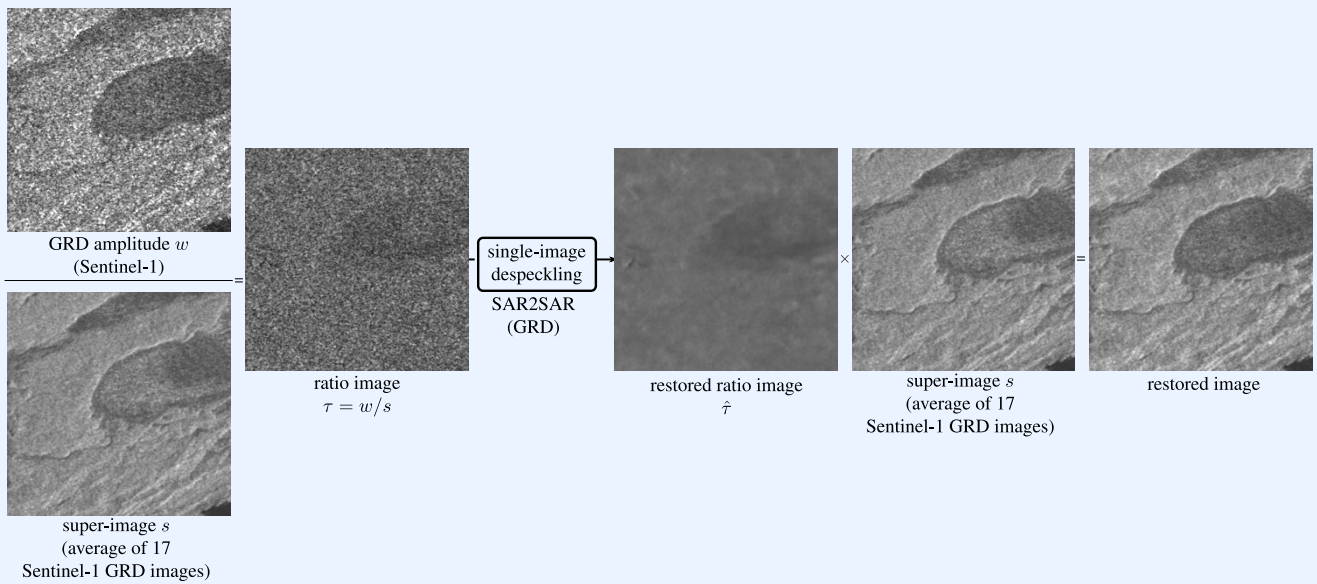 GRD amplitude w
(Sentinel-1)
super-image s
(average of 17
Sentinel-1 GRD images)
=
ratio image
τ = w/s
single-image
despeckling
SAR2SAR
(GRD)
restored ratio image
τ̂
×
super-image s
(average of 17
Sentinel-1 GRD images)
=
restored image